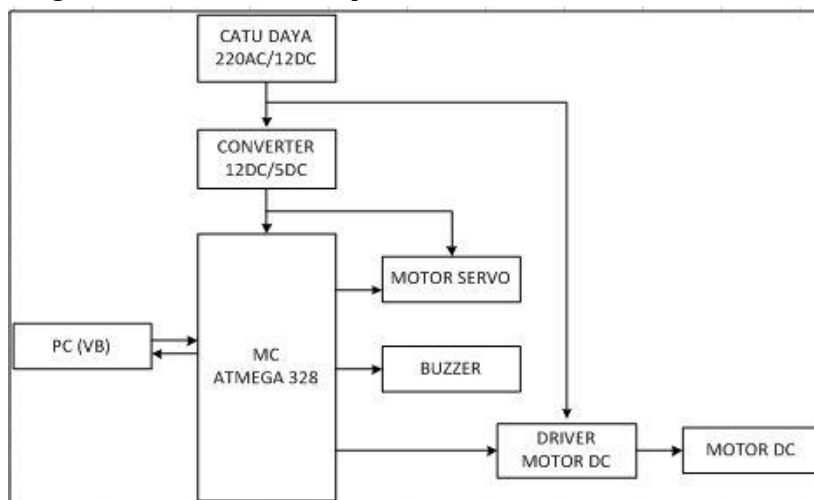 CATU DAYA
220AC/12DC
CONVERTER
12DC/5DC
MOTOR SERVO
PC (VB)
MC
ATMEGA 328
BUZZER
DRIVER
MOTOR DC
MOTOR DC